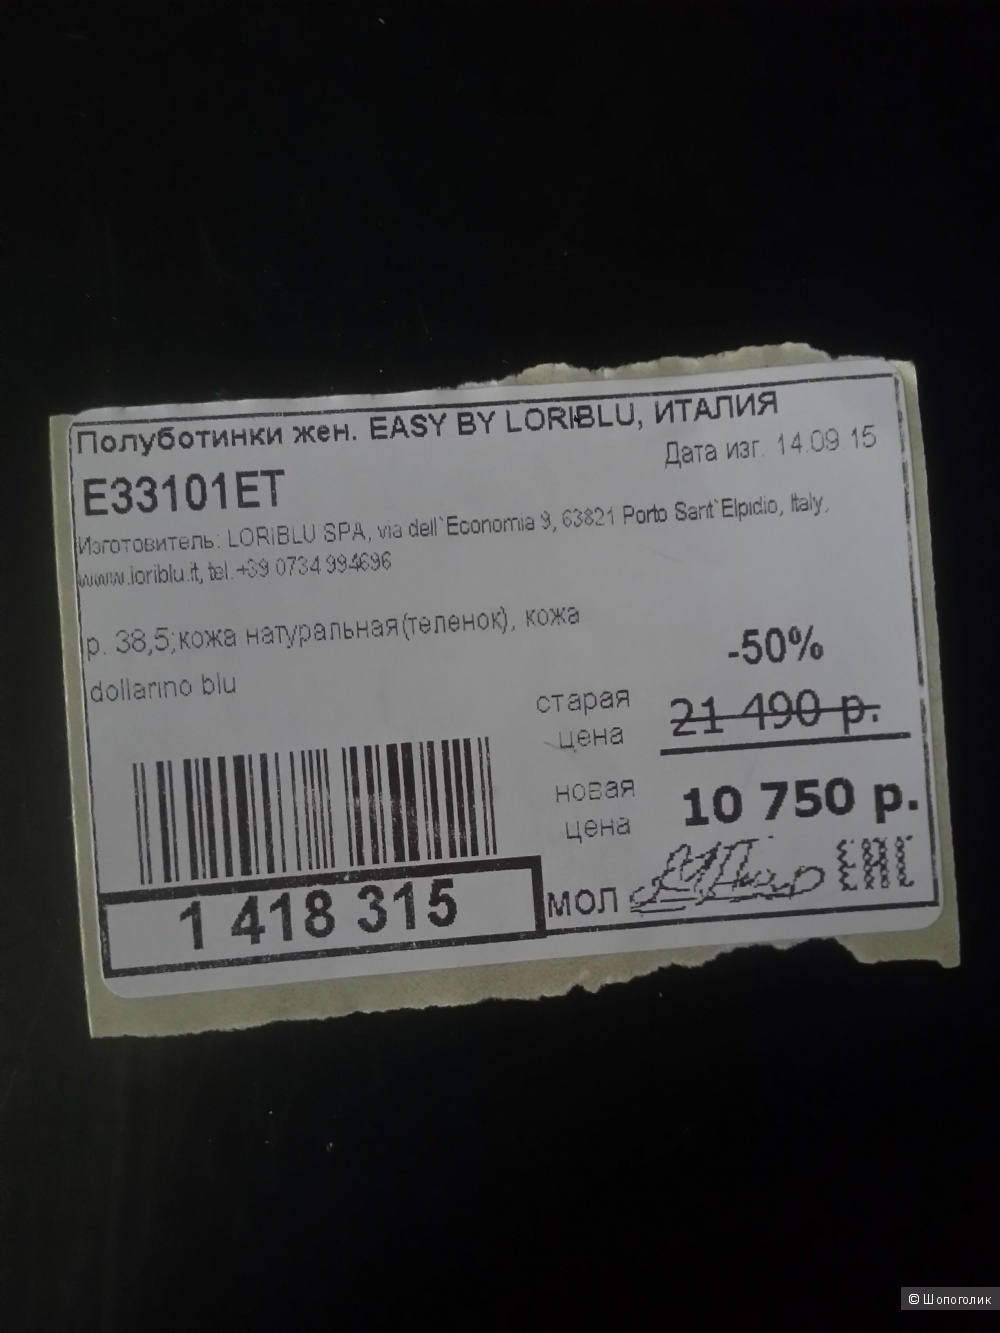 Полуботинки жен. EASY BY LORIBLU, ИТАЛИЯ
Дата изг. 14.09.15
E33101ET
Изготовитель: LORIBLU SPA, via dell`Economia 9, 63821 Porto Sant`Elpidio, Italy,
www.loriblu.it, tel.+39 0734 994696
р. 38,5;кожа натуральная(теленок), кожа
dollarino blu
-50%
старая
цена
21 490 р.
новая
цена
10 750 р.
1 418 315
МОЛ
EAC
© Шопоголик